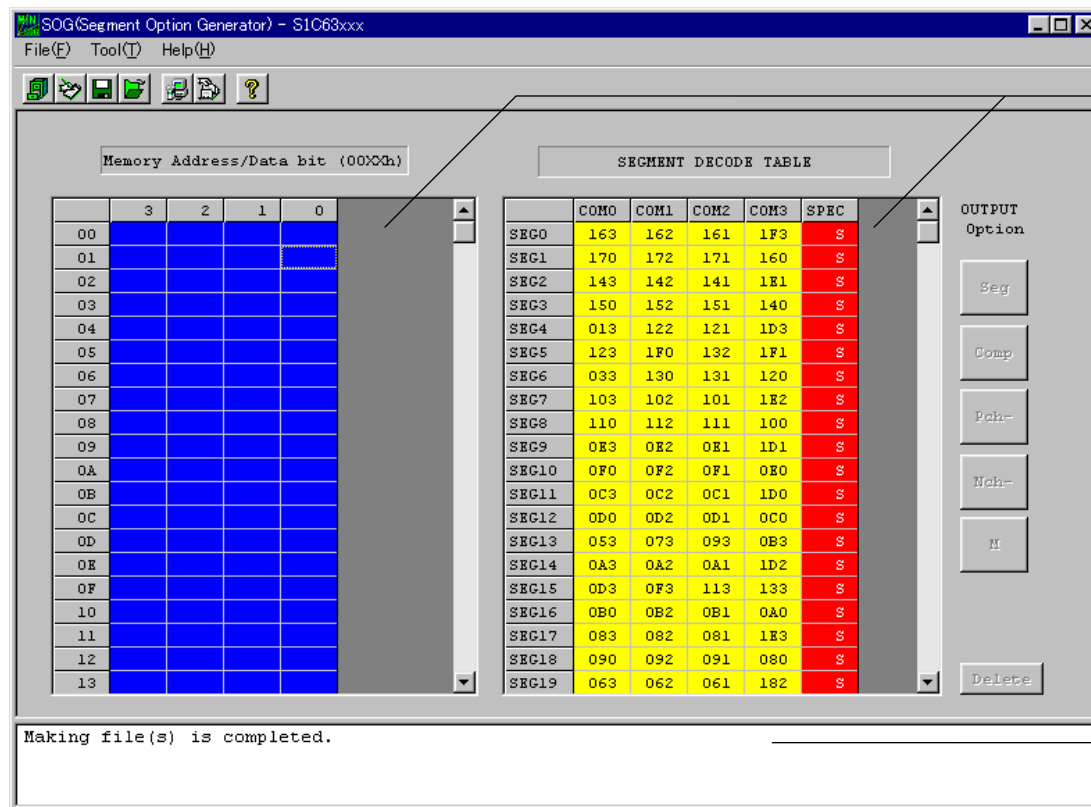 SOG(Segment Option Generator) - S1C63xxx
File(F) Tool(T) Help(H)
Memory Address/Data bit (00XXh)
3 2 1 0
00
01
02
03
04
05
06
07
08
09
0A
0B
0C
0D
0E
0F
10
11
12
13
SEGMENT DECODE TABLE
COM0 COM1 COM2 COM3 SPEC
SEG0 163 162 161 1F3 S
SEG1 170 172 171 160 S
SEG2 143 142 141 1E1 S
SEG3 150 152 151 140 S
SEG4 013 122 121 1D3 S
SEG5 123 1F0 132 1F1 S
SEG6 033 130 131 120 S
SEG7 103 102 101 1E2 S
SEG8 110 112 111 100 S
SEG9 0E3 0E2 0E1 1D1 S
SEG10 0F0 0F2 0F1 0E0 S
SEG11 0C3 0C2 0C1 1D0 S
SEG12 0D0 0D2 0D1 0C0 S
SEG13 053 073 093 0B3 S
SEG14 0A3 0A2 0A1 1D2 S
SEG15 0D3 0F3 113 133 S
SEG16 0B0 0B2 0B1 0A0 S
SEG17 083 082 081 1E3 S
SEG18 090 092 091 080 S
SEG19 063 062 061 182 S
OUTPUT
Option
Seg
Comp
Pch-
Nch-
M
Delete
Making file(s) is completed.